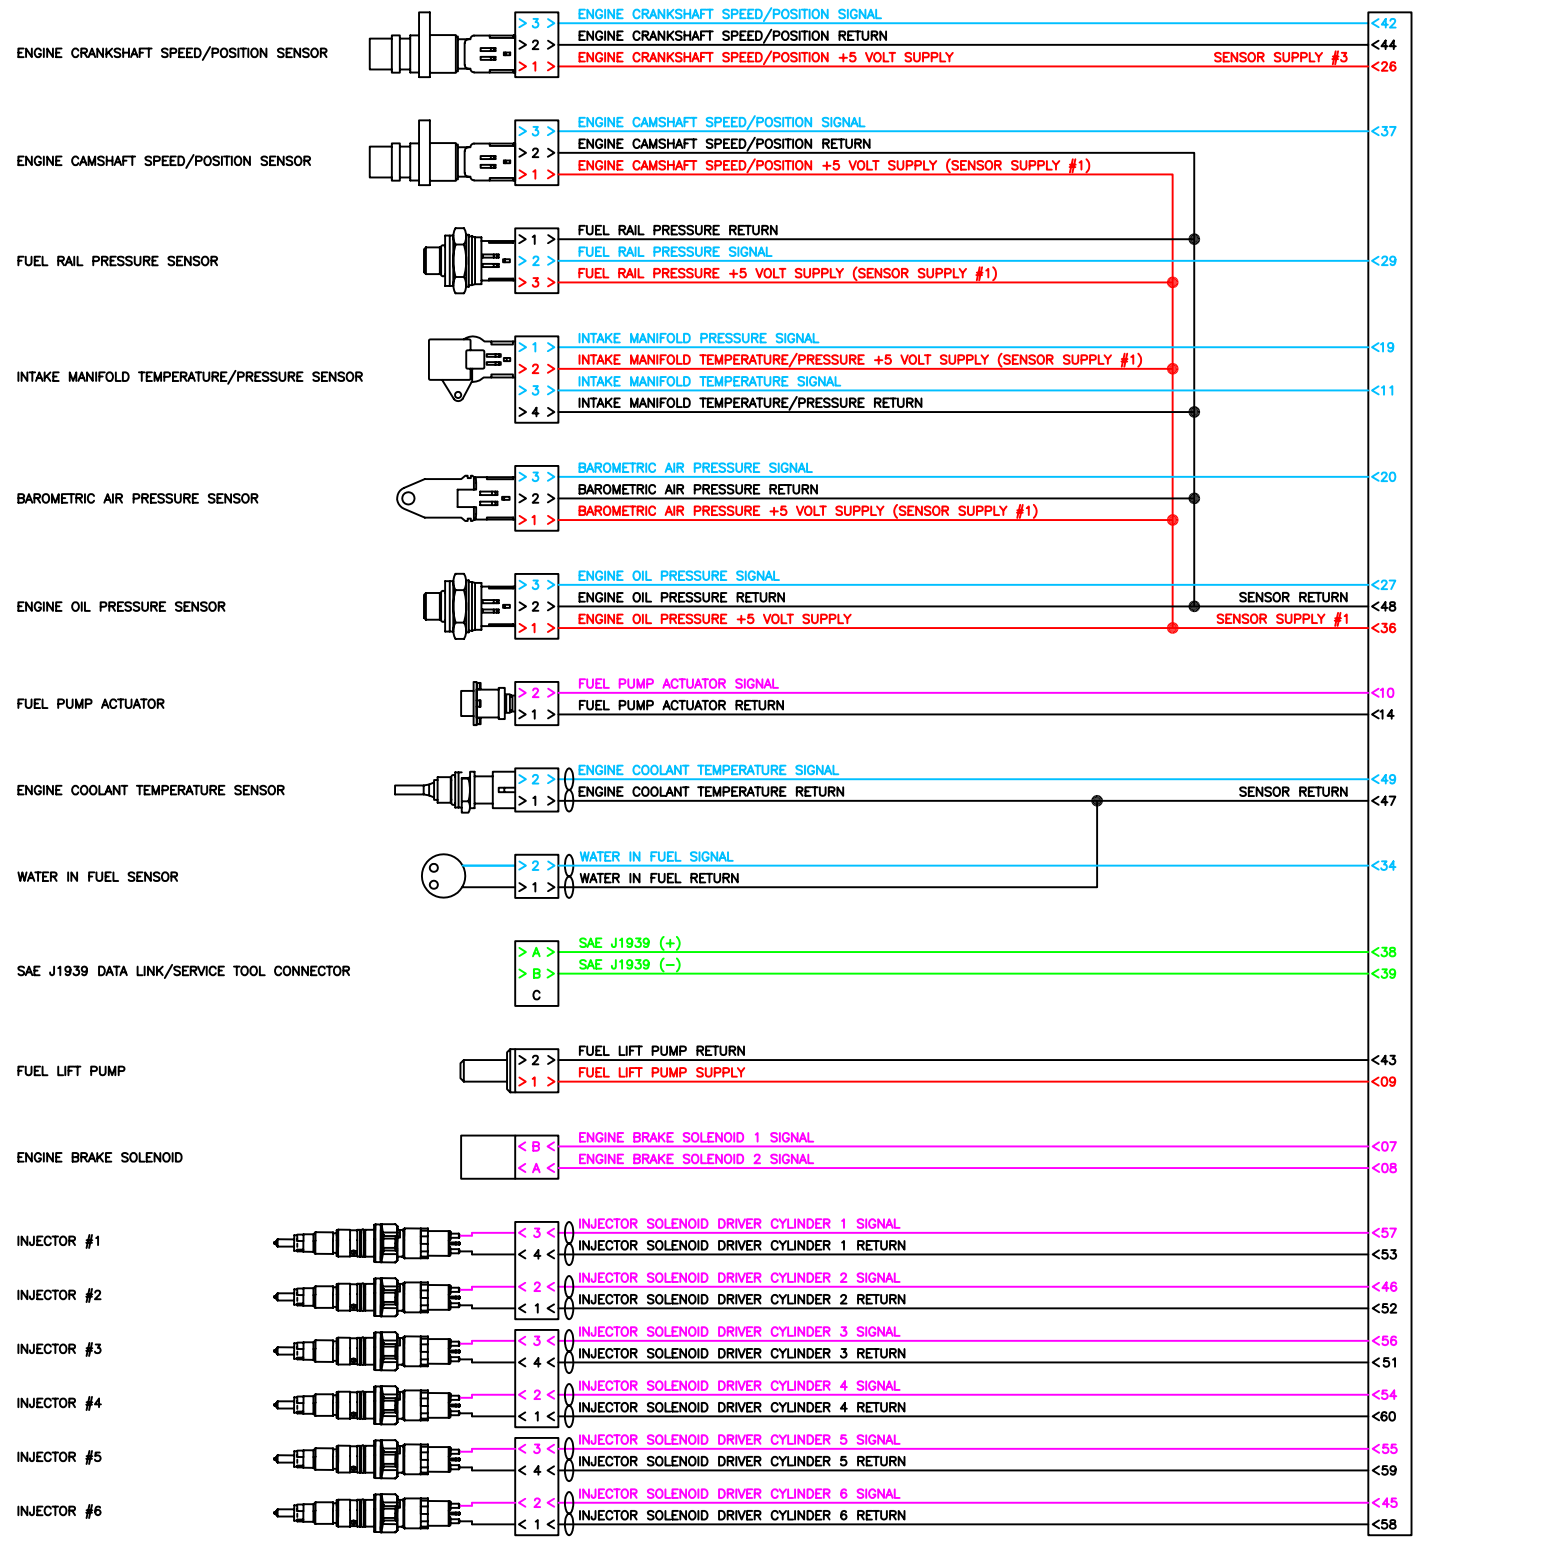 ENGINE CRANKSHAFT SPEED/POSITION SENSOR
> 3 > ENGINE CRANKSHAFT SPEED/POSITION SIGNAL <42
> 2 > ENGINE CRANKSHAFT SPEED/POSITION RETURN <44
> 1 > ENGINE CRANKSHAFT SPEED/POSITION +5 VOLT SUPPLY SENSOR SUPPLY #3 <26
ENGINE CAMSHAFT SPEED/POSITION SENSOR
> 3 > ENGINE CAMSHAFT SPEED/POSITION SIGNAL <37
> 2 > ENGINE CAMSHAFT SPEED/POSITION RETURN
> 1 > ENGINE CAMSHAFT SPEED/POSITION +5 VOLT SUPPLY (SENSOR SUPPLY #1)
FUEL RAIL PRESSURE SENSOR
> 1 > FUEL RAIL PRESSURE RETURN
> 2 > FUEL RAIL PRESSURE SIGNAL <29
> 3 > FUEL RAIL PRESSURE +5 VOLT SUPPLY (SENSOR SUPPLY #1)
INTAKE MANIFOLD TEMPERATURE/PRESSURE SENSOR
> 1 > INTAKE MANIFOLD PRESSURE SIGNAL <19
> 2 > INTAKE MANIFOLD TEMPERATURE/PRESSURE +5 VOLT SUPPLY (SENSOR SUPPLY #1)
> 3 > INTAKE MANIFOLD TEMPERATURE SIGNAL <11
> 4 > INTAKE MANIFOLD TEMPERATURE/PRESSURE RETURN
BAROMETRIC AIR PRESSURE SENSOR
> 3 > BAROMETRIC AIR PRESSURE SIGNAL <20
> 2 > BAROMETRIC AIR PRESSURE RETURN
> 1 > BAROMETRIC AIR PRESSURE +5 VOLT SUPPLY (SENSOR SUPPLY #1)
ENGINE OIL PRESSURE SENSOR
> 3 > ENGINE OIL PRESSURE SIGNAL <27
> 2 > ENGINE OIL PRESSURE RETURN SENSOR RETURN <48
> 1 > ENGINE OIL PRESSURE +5 VOLT SUPPLY SENSOR SUPPLY #1 <36
FUEL PUMP ACTUATOR
> 2 > FUEL PUMP ACTUATOR SIGNAL <10
> 1 > FUEL PUMP ACTUATOR RETURN <14
ENGINE COOLANT TEMPERATURE SENSOR
> 2 > ENGINE COOLANT TEMPERATURE SIGNAL <49
> 1 > ENGINE COOLANT TEMPERATURE RETURN SENSOR RETURN <47
WATER IN FUEL SENSOR
> 2 > WATER IN FUEL SIGNAL <34
> 1 > WATER IN FUEL RETURN
SAE J1939 DATA LINK/SERVICE TOOL CONNECTOR
> A > SAE J1939 (+) <38
> B > SAE J1939 (-) <39
C
FUEL LIFT PUMP
> 2 > FUEL LIFT PUMP RETURN <43
> 1 > FUEL LIFT PUMP SUPPLY <09
ENGINE BRAKE SOLENOID
< B < ENGINE BRAKE SOLENOID 1 SIGNAL <07
< A < ENGINE BRAKE SOLENOID 2 SIGNAL <08
INJECTOR #1
< 3 < INJECTOR SOLENOID DRIVER CYLINDER 1 SIGNAL <57
< 4 < INJECTOR SOLENOID DRIVER CYLINDER 1 RETURN <53
INJECTOR #2
< 2 < INJECTOR SOLENOID DRIVER CYLINDER 2 SIGNAL <46
< 1 < INJECTOR SOLENOID DRIVER CYLINDER 2 RETURN <52
INJECTOR #3
< 3 < INJECTOR SOLENOID DRIVER CYLINDER 3 SIGNAL <56
< 4 < INJECTOR SOLENOID DRIVER CYLINDER 3 RETURN <51
INJECTOR #4
< 2 < INJECTOR SOLENOID DRIVER CYLINDER 4 SIGNAL <54
< 1 < INJECTOR SOLENOID DRIVER CYLINDER 4 RETURN <60
INJECTOR #5
< 3 < INJECTOR SOLENOID DRIVER CYLINDER 5 SIGNAL <55
< 4 < INJECTOR SOLENOID DRIVER CYLINDER 5 RETURN <59
INJECTOR #6
< 2 < INJECTOR SOLENOID DRIVER CYLINDER 6 SIGNAL <45
< 1 < INJECTOR SOLENOID DRIVER CYLINDER 6 RETURN <58